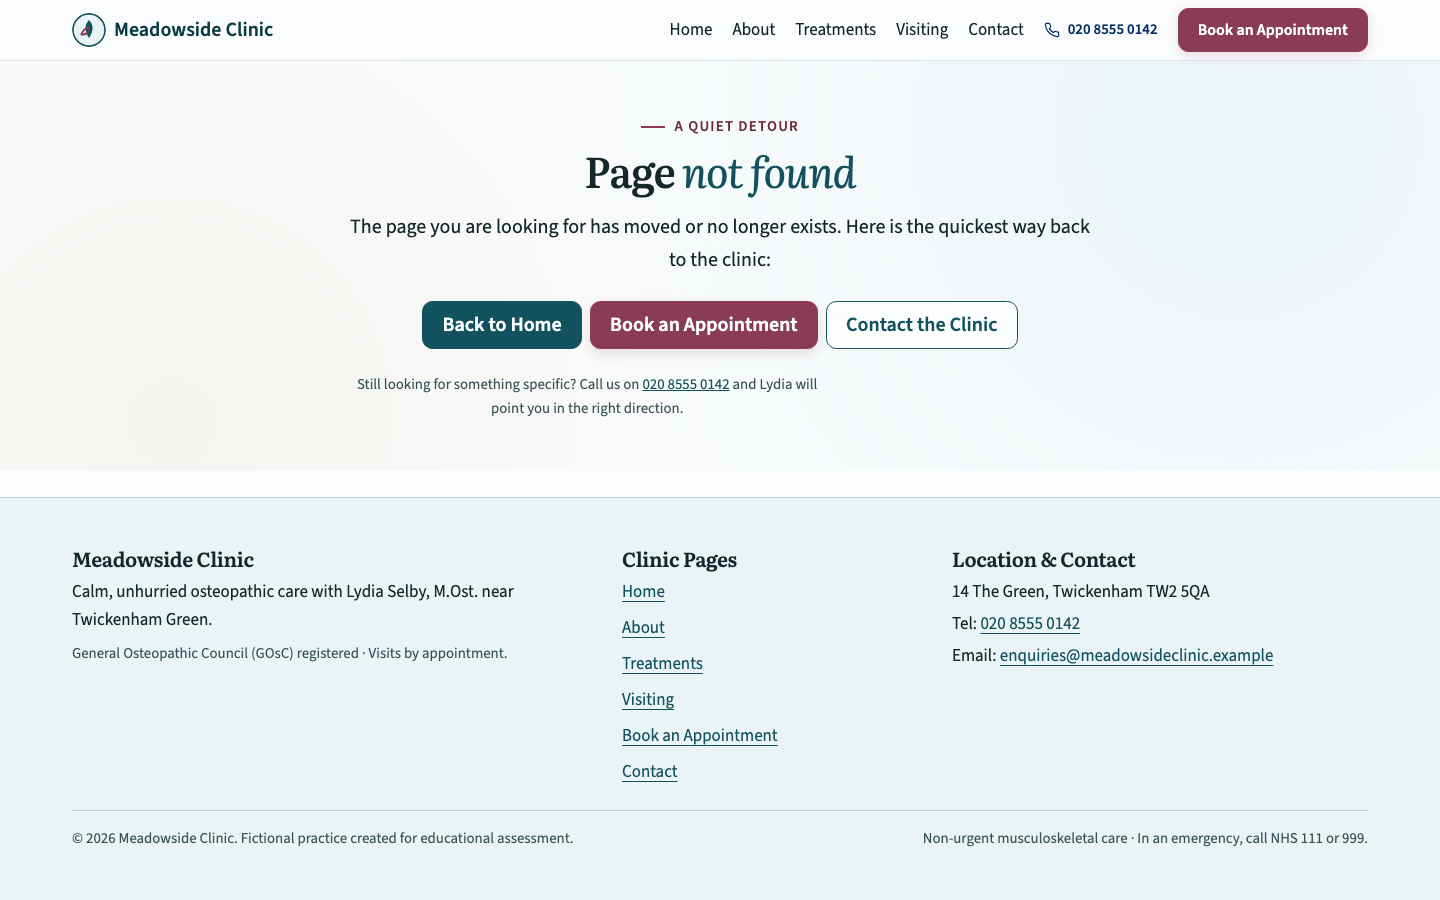 Meadowside Clinic
Home About Treatments Visiting Contact 020 8555 0142 Book an Appointment
A QUIET DETOUR
Page not found
The page you are looking for has moved or no longer exists. Here is the quickest way back
to the clinic:
Back to Home Book an Appointment Contact the Clinic
Still looking for something specific? Call us on 020 8555 0142 and Lydia will
point you in the right direction.
Meadowside Clinic
Calm, unhurried osteopathic care with Lydia Selby, M.Ost. near
Twickenham Green.
General Osteopathic Council (GOsC) registered · Visits by appointment.
Clinic Pages
Home
About
Treatments
Visiting
Book an Appointment
Contact
Location & Contact
14 The Green, Twickenham TW2 5QA
Tel: 020 8555 0142
Email: enquiries@meadowsideclinic.example
© 2026 Meadowside Clinic. Fictional practice created for educational assessment.
Non-urgent musculoskeletal care · In an emergency, call NHS 111 or 999.